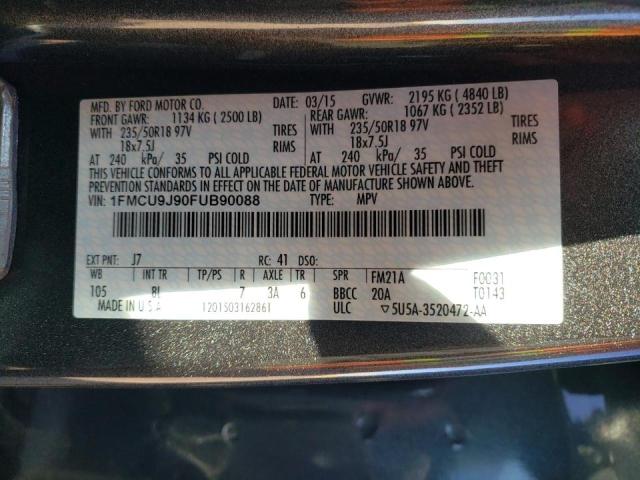 MFD. BY FORD MOTOR CO. DATE: 03/15 GVWR: 2195 KG ( 4840 LB)
FRONT GAWR: 1134 KG ( 2500 LB) REAR GAWR: 1067 KG ( 2352 LB)
WITH 235/50R18 97V TIRES WITH 235/50R18 97V TIRES
18x7.5J RIMS 18x7.5J RIMS
AT 240 kPa/ 35 PSI COLD AT 240 kPa/ 35 PSI COLD
THIS VEHICLE CONFORMS TO ALL APPLICABLE FEDERAL MOTOR VEHICLE SAFETY AND THEFT
PREVENTION STANDARDS IN EFFECT ON THE DATE OF MANUFACTURE SHOWN ABOVE.
VIN: 1FMCU9J90FUB90088 TYPE: MPV
EXT PNT: J7 RC: 41 DSO:
WB INT TR TP/PS R AXLE TR SPR FM21A F0031
105 8L 7 3A 6 BBCC 20A T0143
MADE IN U.S.A. 1201503162861 ULC 5U5A-3520472-AA